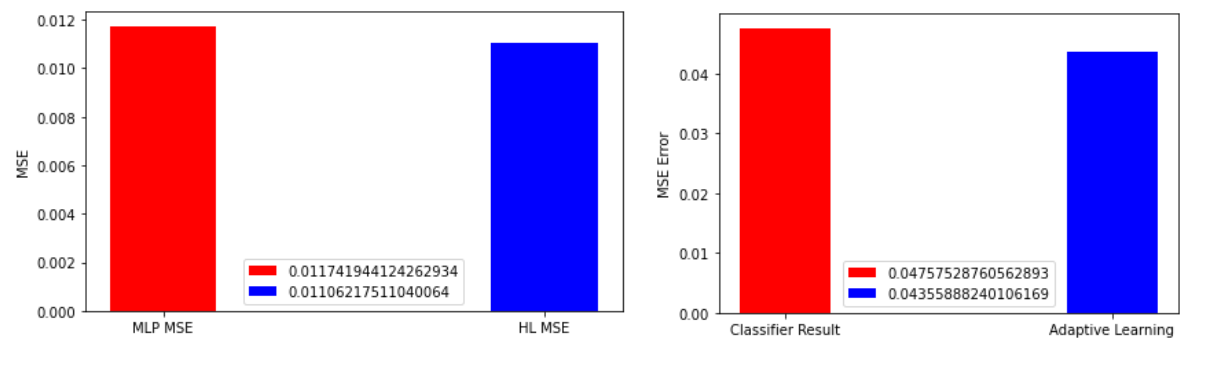 MSE
0.012
0.010
0.008
0.006
0.004
0.002
0.000
0.011741944124262934
0.01106217511040064
MLP MSE
HL MSE
MSE Error
0.04
0.03
0.02
0.01
0.00
0.04757528760562893
0.04355888240106169
Classifier Result
Adaptive Learning